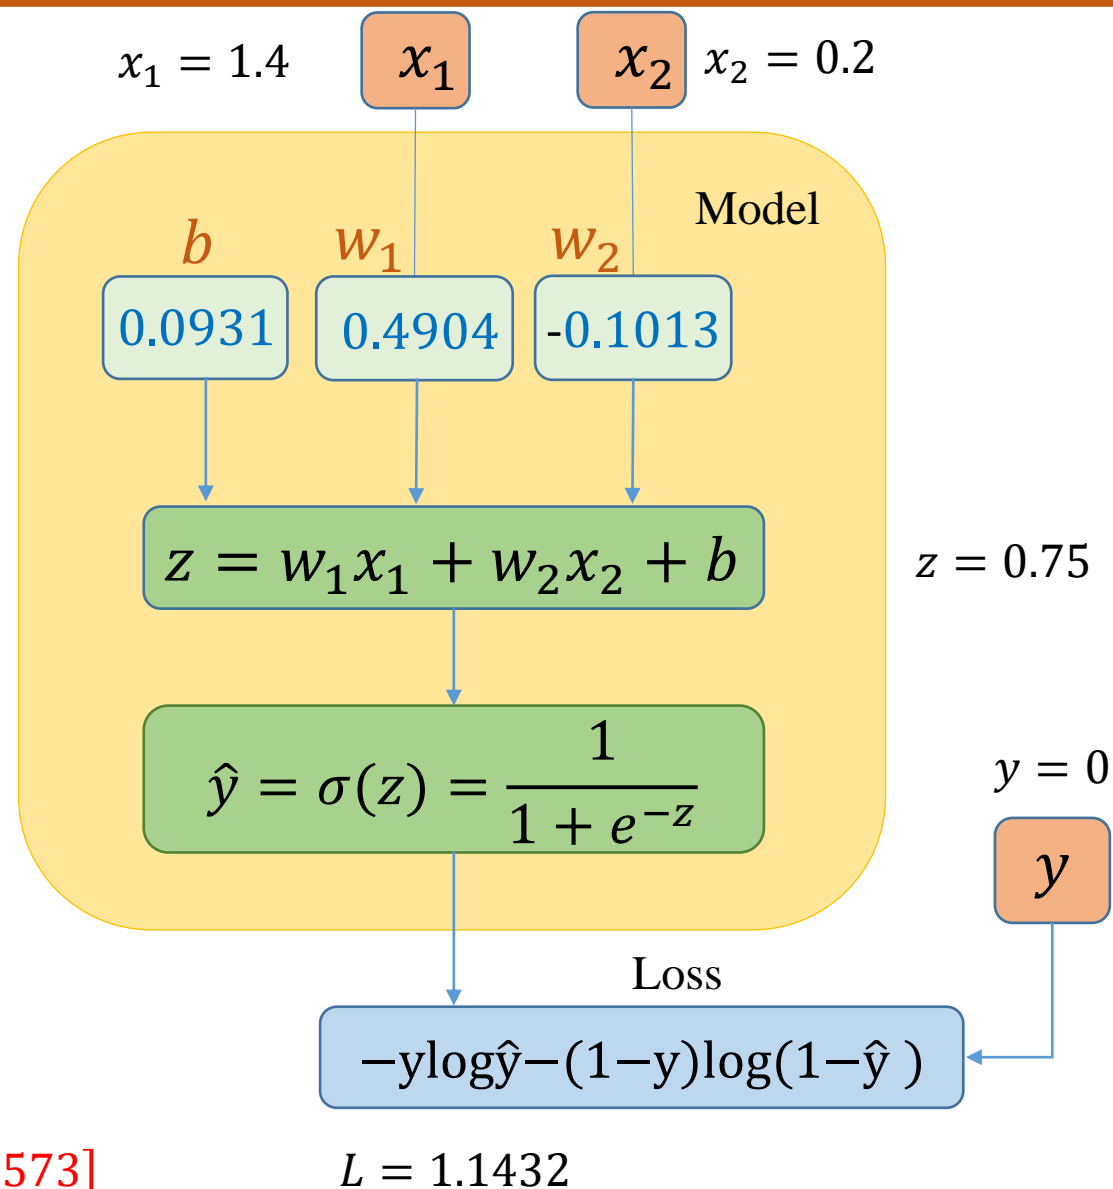 x₁ = 1.4
x₁
x₂
x₂ = 0.2
Model
b
w₁
w₂
0.0931
0.4904
-0.1013
z = w₁x₁ + w₂x₂ + b
z = 0.75
ŷ = σ(z) = 1 / (1 + e⁻ᶻ)
y = 0
y
Loss
−ylogŷ−(1−y)log(1−ŷ )
573]
L = 1.1432